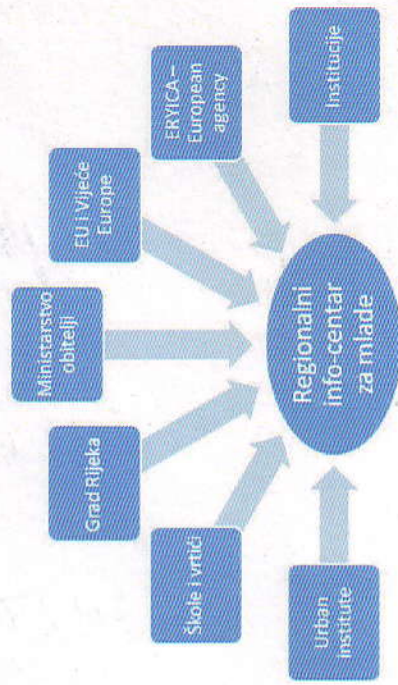 Urban
institute
Škole i vrtići
Grad Rijeka
Ministarstvo
obitelji
EU i Vijeće
Europe
ERYICA –
European
agency
Institucije
Regionalni
info-centar
za mlade